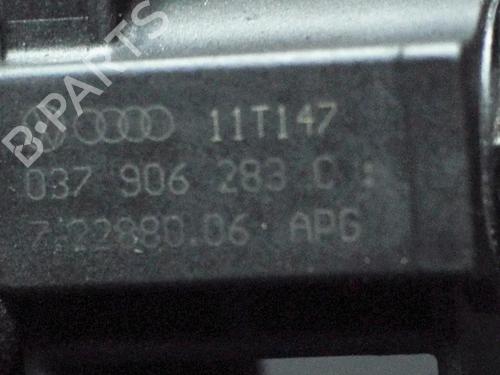 B-PARTS
11T147
037 906 283 C :
7.22880.06 APG